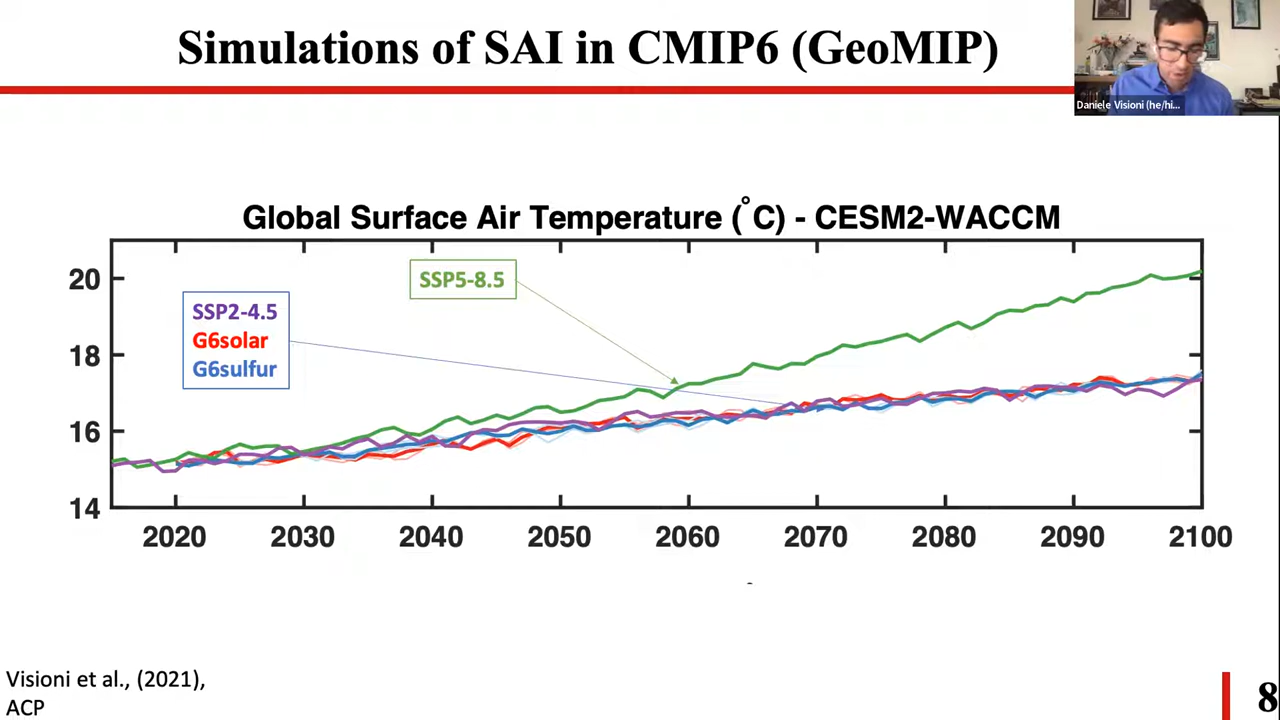 Simulations of SAI in CMIP6 (GeoMIP)
Daniele Visioni (he/hi...
Global Surface Air Temperature (°C) - CESM2-WACCM
20
18
16
14
SSP5-8.5
SSP2-4.5
G6solar
G6sulfur
2020 2030 2040 2050 2060 2070 2080 2090 2100
Visioni et al., (2021),
ACP
8